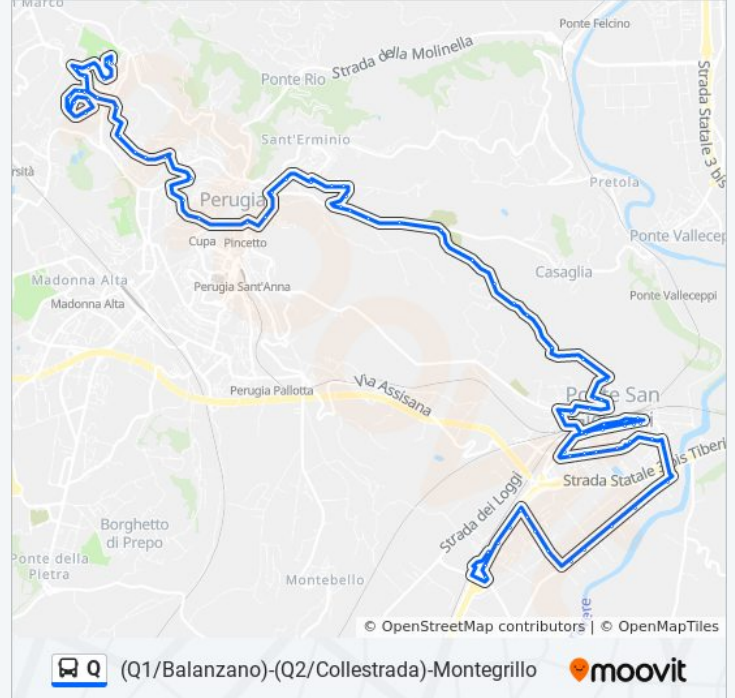 Marco
Ponte Felcino
Strada della Molinella
Ponte Rio
Strada Statale 3 bis
Sant'Erminio
rsità
Pretola
Perugia
Cupa
Pincetto
Ponte Vallecep
Casaglia
Madonna Alta
Perugia Sant'Anna
Ponte Valleceppi
Madonna Alta
Via Assisana
Perugia Pallotta
Ponte San
Strada Statale 3 bis Tiberi
Strada dei Loggi
Borghetto
di Prepo
Ponte della
Pietra
Montebello
evere
© OpenStreetMap contributors | © OpenMapTiles
Q (Q1/Balanzano)-(Q2/Collestrada)-Montegrillo
moovit